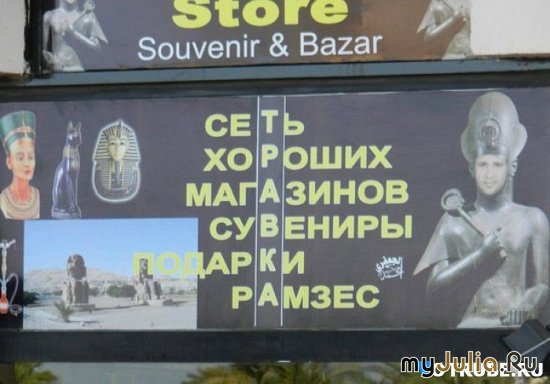 Store
Souvenir & Bazar
СЕТЬ
ХОРОШИХ
МАГАЗИНОВ
СУВЕНИРЫ
ПОДАРКИ
РАМЗЕС
myJulia.Ru